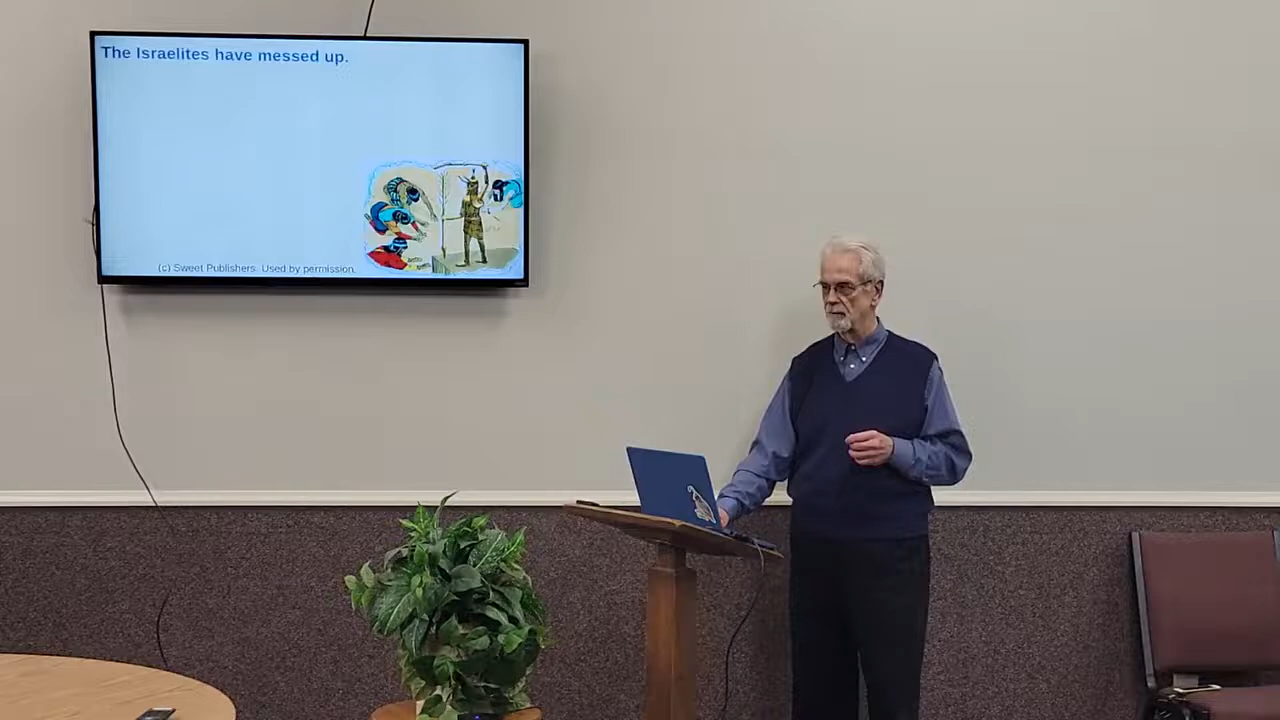 The Israelites have messed up.
(c) Sweet Publishers. Used by permission.